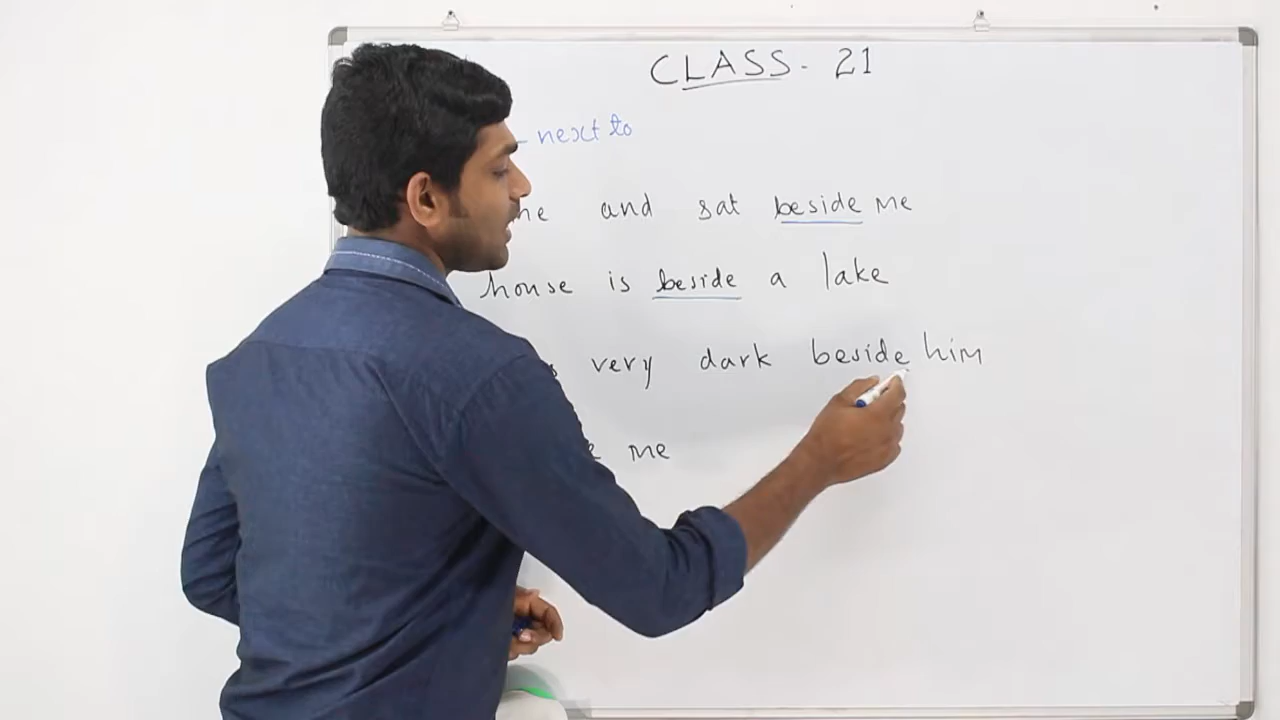 CLASS - 21
- next to
and sat beside me
house is beside a lake
very dark beside him
me